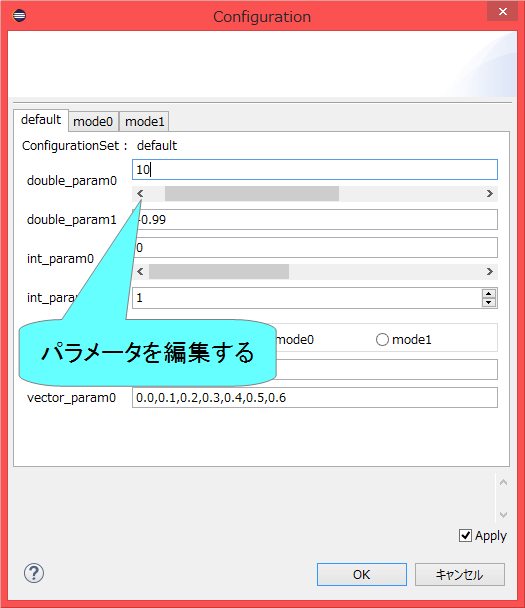 Configuration
default mode0 mode1
ConfigurationSet : default
double_param0 10
double_param1 -0.99
int_param0 0
int_para 1
mode0 mode1
パラメータを編集する
vector_param0 0.0,0.1,0.2,0.3,0.4,0.5,0.6
Apply
? OK キャンセル